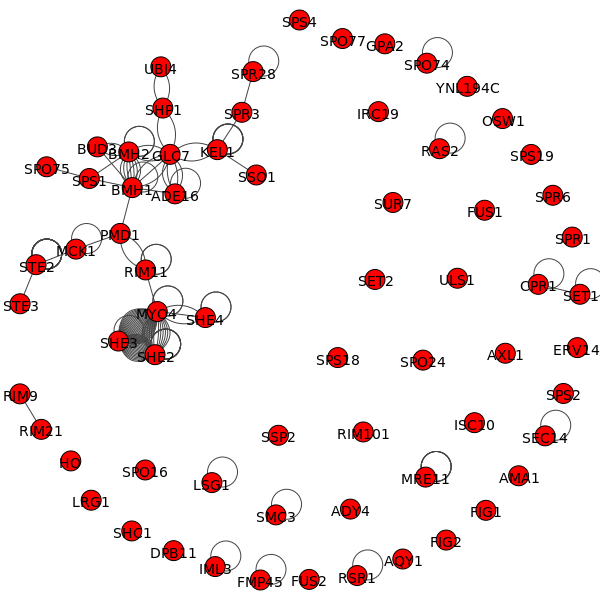 SPS4
SPO77
GPA2
SPO74
UBI4
SPR28
YNL194C
SHP1
SPR3
IRC19
OSW1
BUD3
BMH2
GLC7
KEL1
RAS2
SPS19
SPO75
SPS1
BMH1
ADE16
SSO1
SUR7
FUS1
SPR6
PMD1
SPR1
MCK1
STE2
RIM11
SET2
ULS1
CPR1
SET1
STE3
MYO4
SHE4
SHE3
SHE2
SPS18
SPO24
AXL1
ERV14
RIM9
SPS2
RIM21
SSP2
RIM101
ISC10
SEC14
HO
SPO16
LSG1
MRE11
AMA1
LRG1
SMC3
ADY4
FIG1
SHC1
DPB11
FIG2
IML3
FMP45
FUS2
RSR1
AQY1